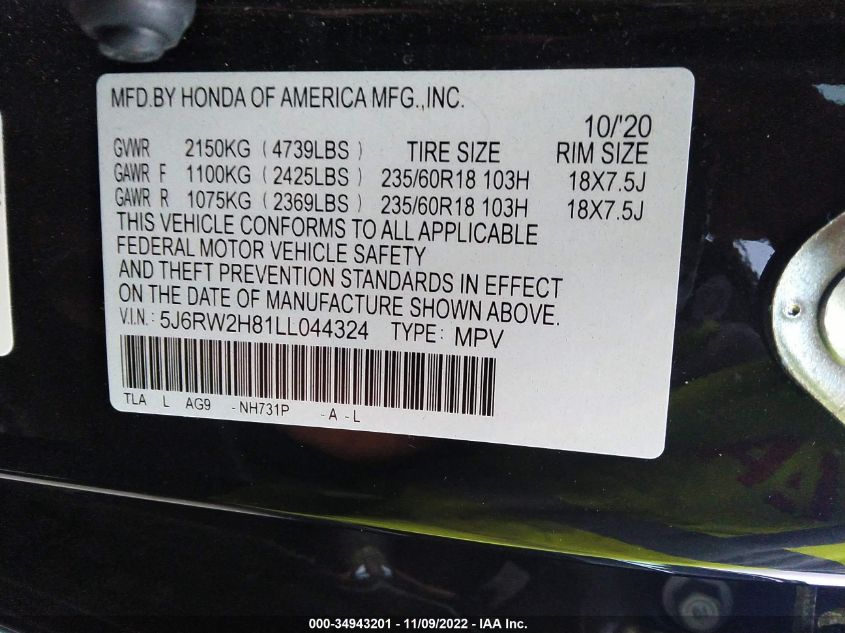 MFD.BY HONDA OF AMERICA MFG.,INC.
10/'20
GVWR 2150KG (4739LBS) TIRE SIZE RIM SIZE
GAWR F 1100KG (2425LBS) 235/60R18 103H 18X7.5J
GAWR R 1075KG (2369LBS) 235/60R18 103H 18X7.5J
THIS VEHICLE CONFORMS TO ALL APPLICABLE
FEDERAL MOTOR VEHICLE SAFETY
AND THEFT PREVENTION STANDARDS IN EFFECT
ON THE DATE OF MANUFACTURE SHOWN ABOVE.
V.I.N.: 5J6RW2H81LL044324 TYPE: MPV
TLA L AG9 -NH731P -A-L
000-34943201 - 11/09/2022 - IAA Inc.